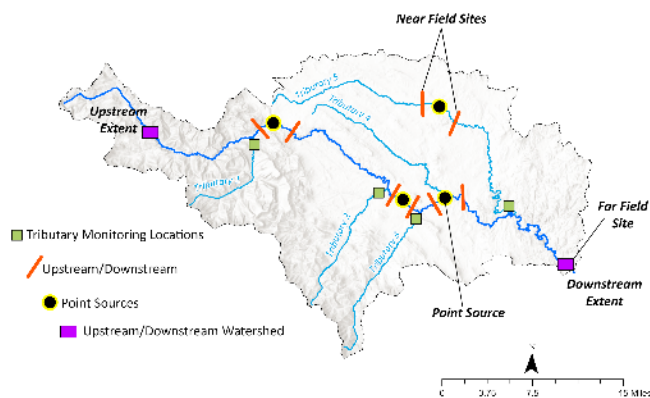 Near Field Sites
Tributary 5
Tributary 4
Upstream
Extent
Tributary 1
Tributary 2
Far Field
Site
Tributary Monitoring Locations
Upstream/Downstream
Point Sources
Upstream/Downstream Watershed
Downstream
Extent
Point Source
0 3.75 7.5 15 Miles